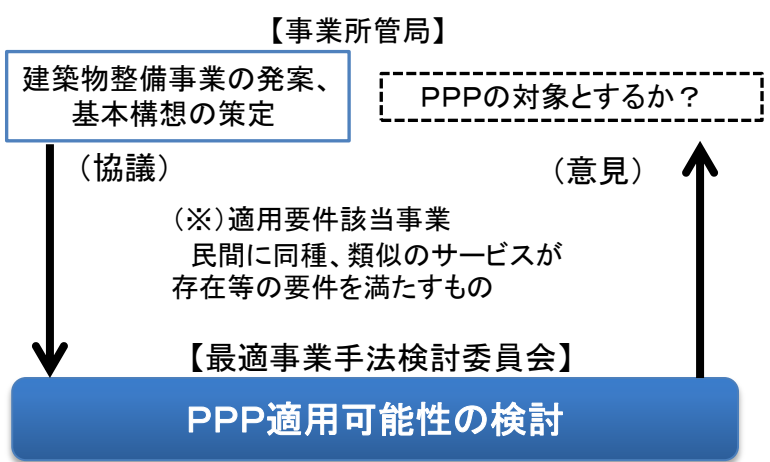 【事業所管局】
建築物整備事業の発案、
基本構想の策定
PPPの対象とするか？
（協議）
（意見）
（※）適用要件該当事業
民間に同種、類似のサービスが
存在等の要件を満たすもの
【最適事業手法検討委員会】
PPP適用可能性の検討